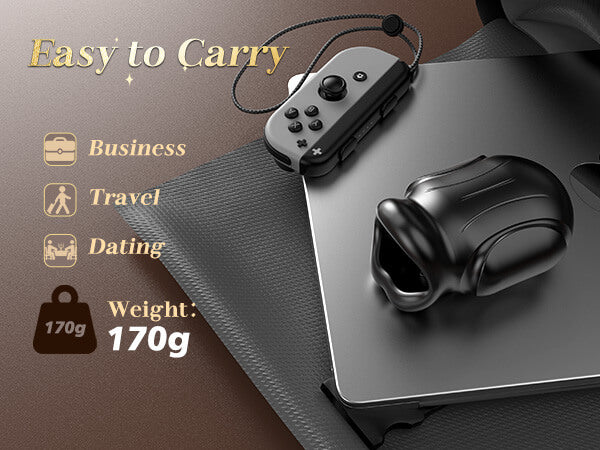 Easy to Carry
Business
Travel
Dating
170g
Weight:
170g